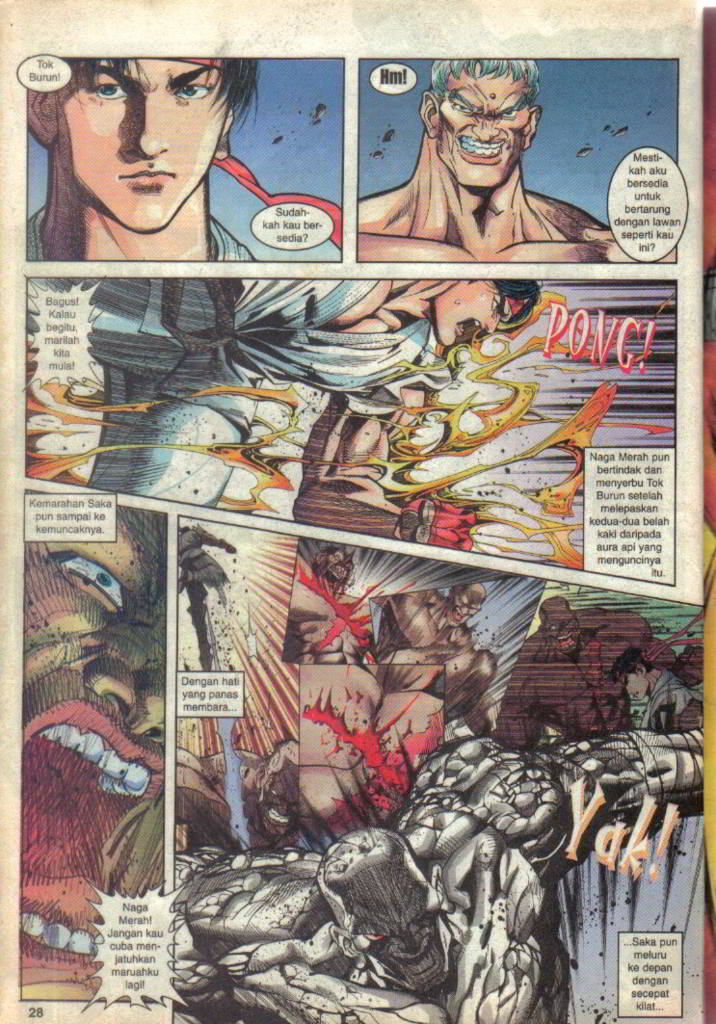 Tok
Burun!
Sudah-
kah kau ber-
sedia?
Hm!
Mesti-
kah aku
bersedia
untuk
bertarung
dengan lawan
seperti kau
ini?
Bagus!
Kalau
begitu,
marilah
kita
mula!
PONG!
Naga Merah pun
bertindak dan
menyerbu Tok
Burun setelah
melepaskan
kedua-dua belah
kaki daripada
aura api yang
menguncinya
itu.
Kemarahan Saka
pun sampai ke
kemuncaknya.
Dengan hati
yang panas
membara...
Yak!
Naga
Merah!
Jangan kau
cuba men-
jatuhkan
maruahku
lagi!
...Saka pun
meluru
ke depan
dengan
secepat
kilat...
28